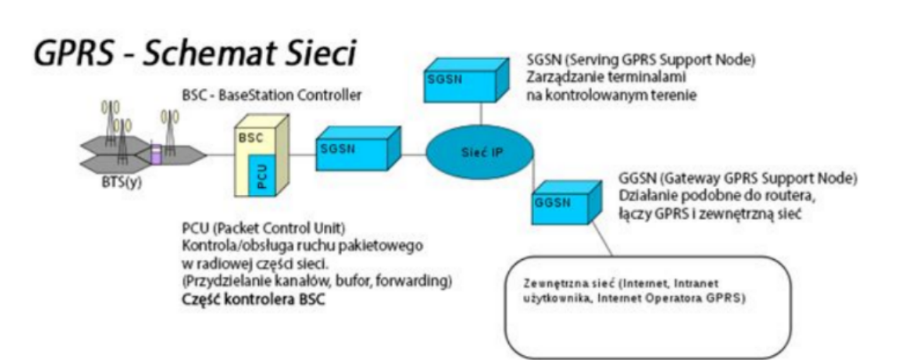 GPRS - Schemat Sieci
SGSN
SGSN (Serving GPRS Support Node)
Zarządzanie terminalami
na kontrolowanym terenie
BSC - BaseStation Controller
BSC
PCU
SGSN
Sieć IP
BTS(y)
GGSN
GGSN (Gateway GPRS Support Node)
Działanie podobne do routera,
łączy GPRS i zewnętrzną sieć
PCU (Packet Control Unit)
Kontrola/obsługa ruchu pakietowego
w radiowej części sieci.
(Przydzielanie kanałów, bufor, forwarding)
Część kontrolera BSC
Zewnętrzna sieć (Internet, Intranet
użytkownika, Internet Operatora GPRS)